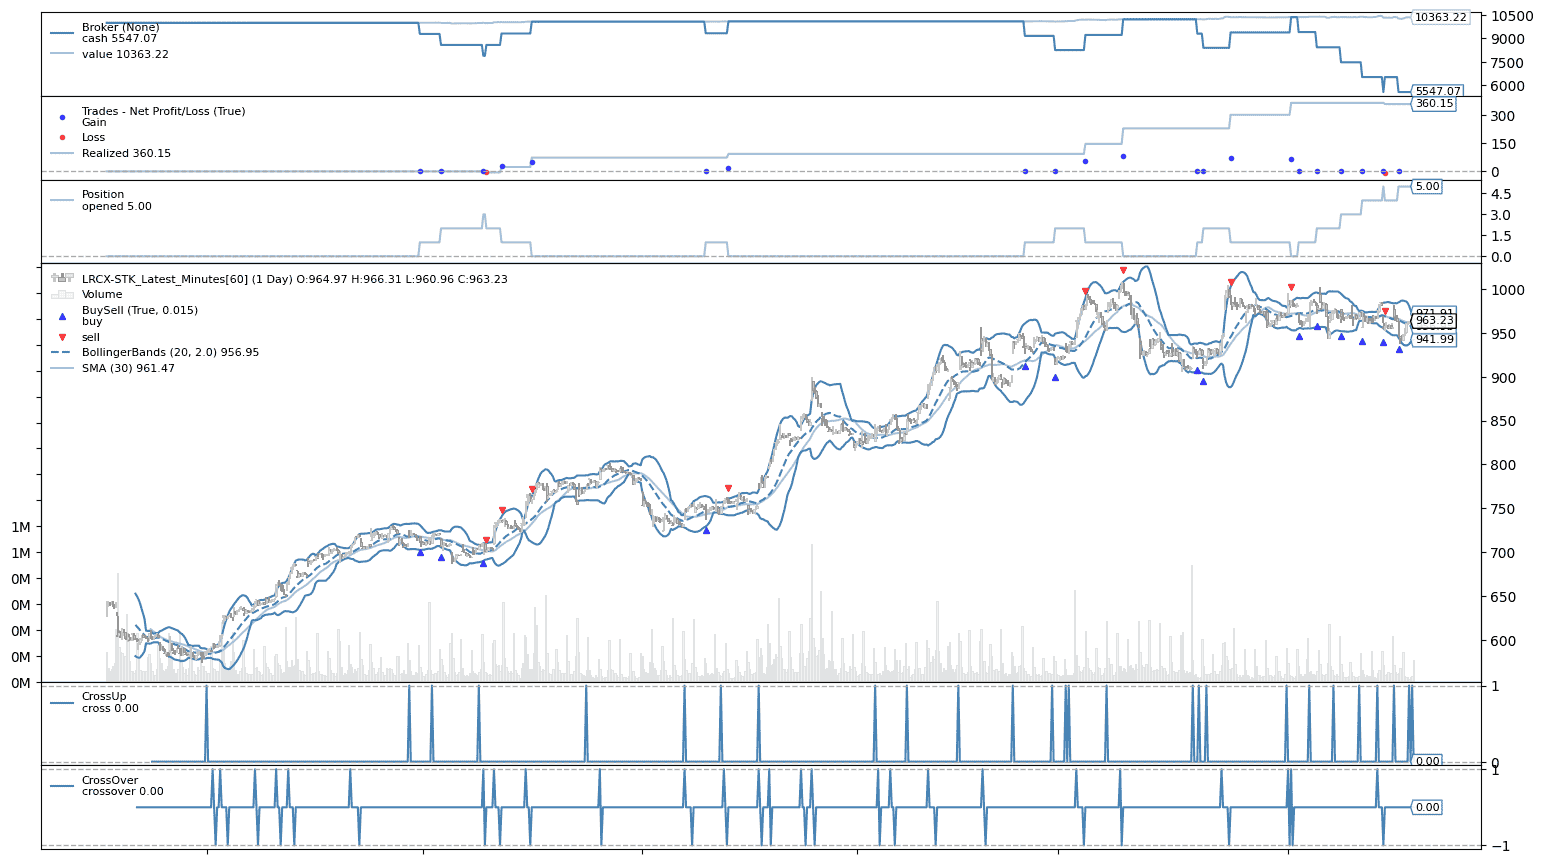 Broker (None)
cash 5547.07
value 10363.22
10363.22
5547.07
10500
9000
7500
6000
Trades - Net Profit/Loss (True)
Gain
Loss
Realized 360.15
360.15
300
150
0
Position
opened 5.00
5.00
4.5
3.0
1.5
0.0
LRCX-STK_Latest_Minutes[60] (1 Day) O:964.97 H:966.31 L:960.96 C:963.23
Volume
BuySell (True, 0.015)
buy
sell
BollingerBands (20, 2.0) 956.95
SMA (30) 961.47
971.91
963.23
941.99
1000
950
900
850
800
750
700
650
600
1M
1M
0M
0M
0M
0M
0M
CrossUp
cross 0.00
0.00
1
0
CrossOver
crossover 0.00
0.00
1
−1